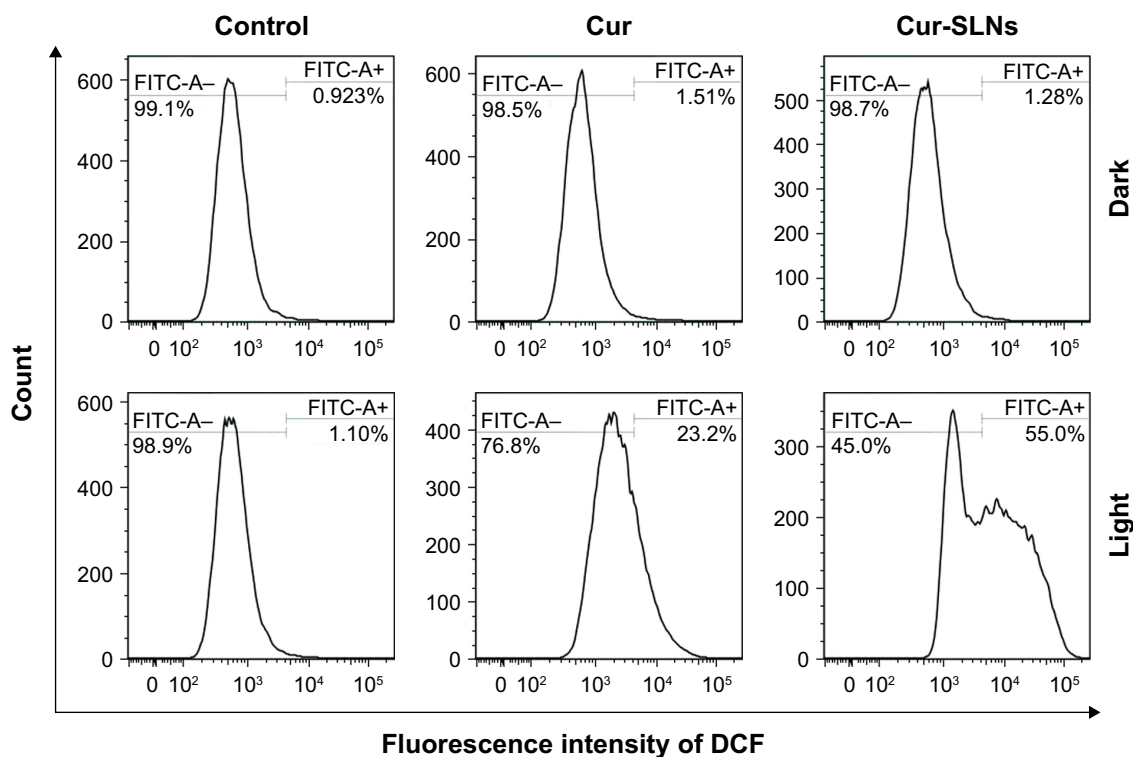 Control
Cur
Cur-SLNs
600
400
200
0
FITC-A–
99.1%
FITC-A+
0.923%
0 10² 10³ 10⁴ 10⁵
600
400
200
0
FITC-A–
98.5%
FITC-A+
1.51%
0 10² 10³ 10⁴ 10⁵
500
400
300
200
100
0
FITC-A–
98.7%
FITC-A+
1.28%
0 10² 10³ 10⁴ 10⁵
Dark
Count
600
400
200
0
FITC-A–
98.9%
FITC-A+
1.10%
0 10² 10³ 10⁴ 10⁵
400
300
200
100
0
FITC-A–
76.8%
FITC-A+
23.2%
0 10² 10³ 10⁴ 10⁵
300
200
100
0
FITC-A–
45.0%
FITC-A+
55.0%
0 10² 10³ 10⁴ 10⁵
Light
Fluorescence intensity of DCF